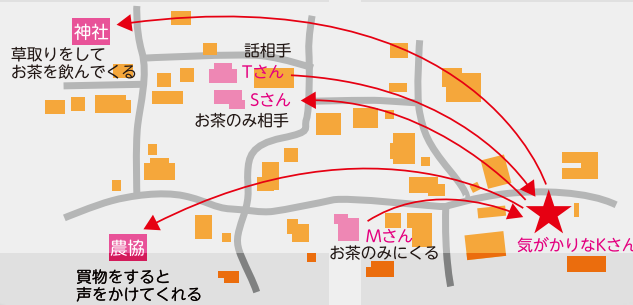 神社
草取りをして
お茶を飲んでくる
話相手
Tさん
Sさん
お茶のみ相手
Mさん
お茶のみにくる
気がかりなKさん
農協
買物をすると
声をかけてくれる